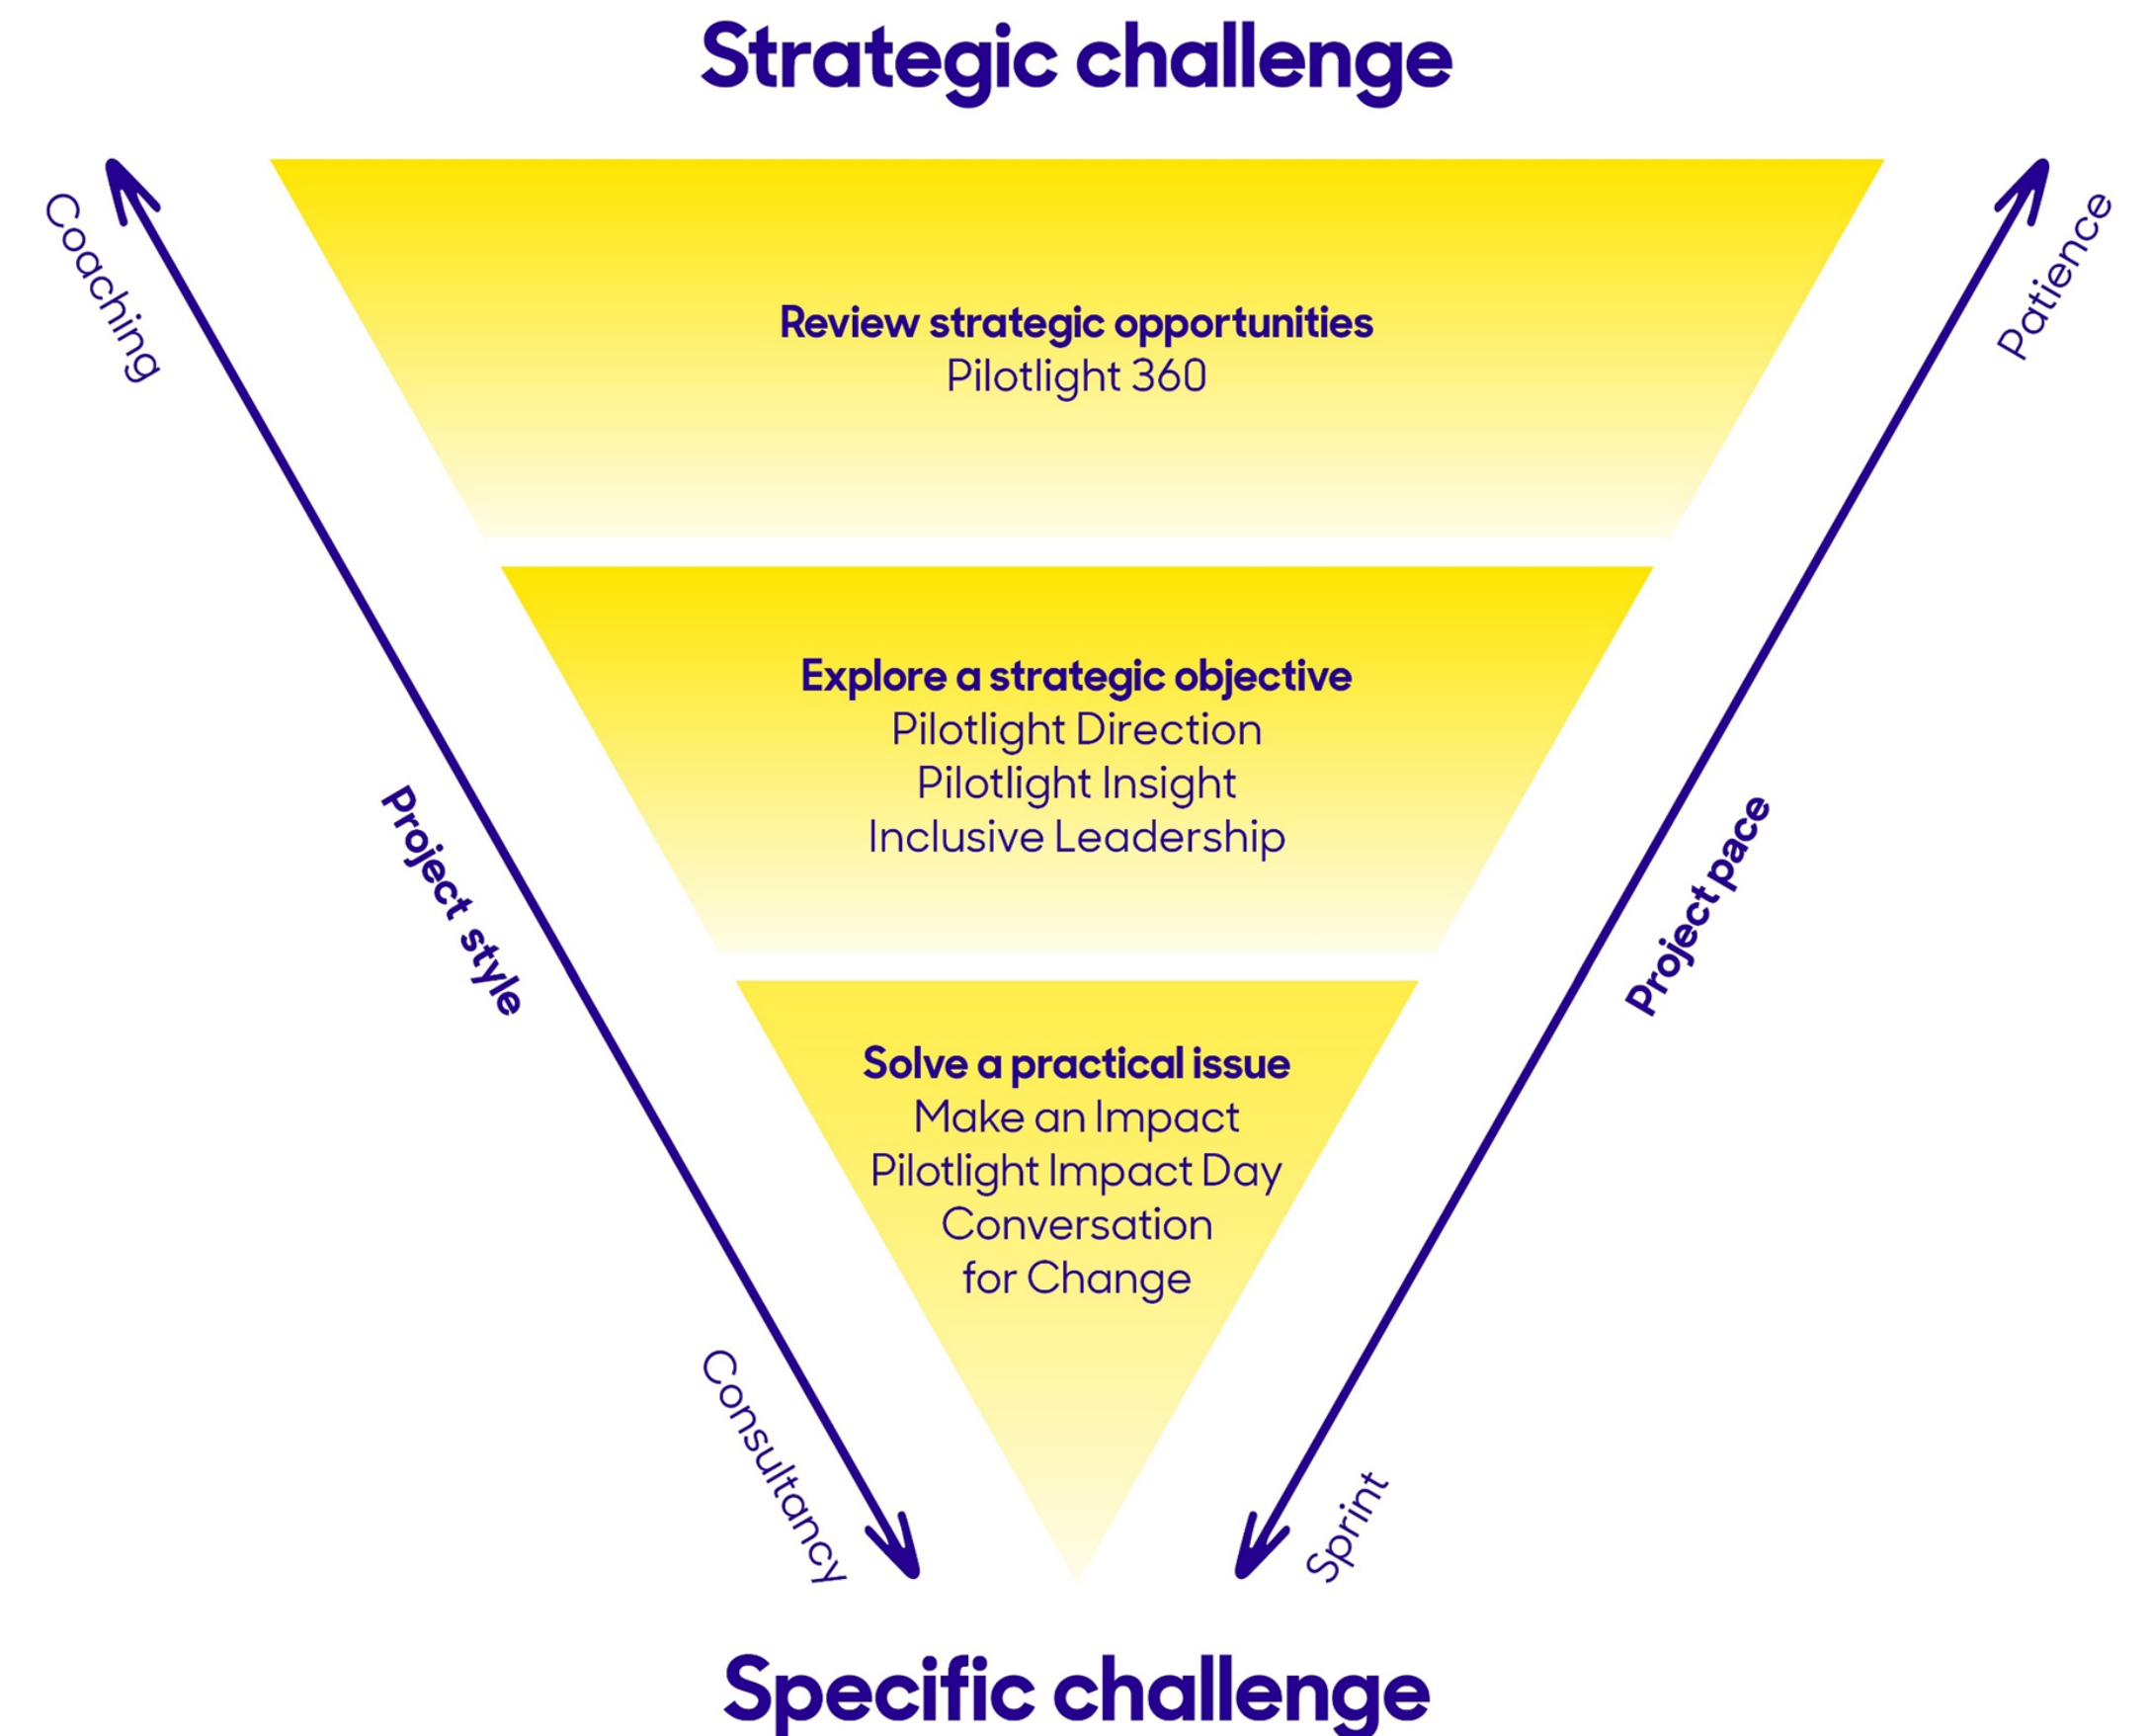 Strategic challenge
Coaching
Patience
Review strategic opportunities
Pilotlight 360
Explore a strategic objective
Pilotlight Direction
Pilotlight Insight
Inclusive Leadership
Project style
Project pace
Solve a practical issue
Make an Impact
Pilotlight Impact Day
Conversation
for Change
Consultancy
Sprint
Specific challenge